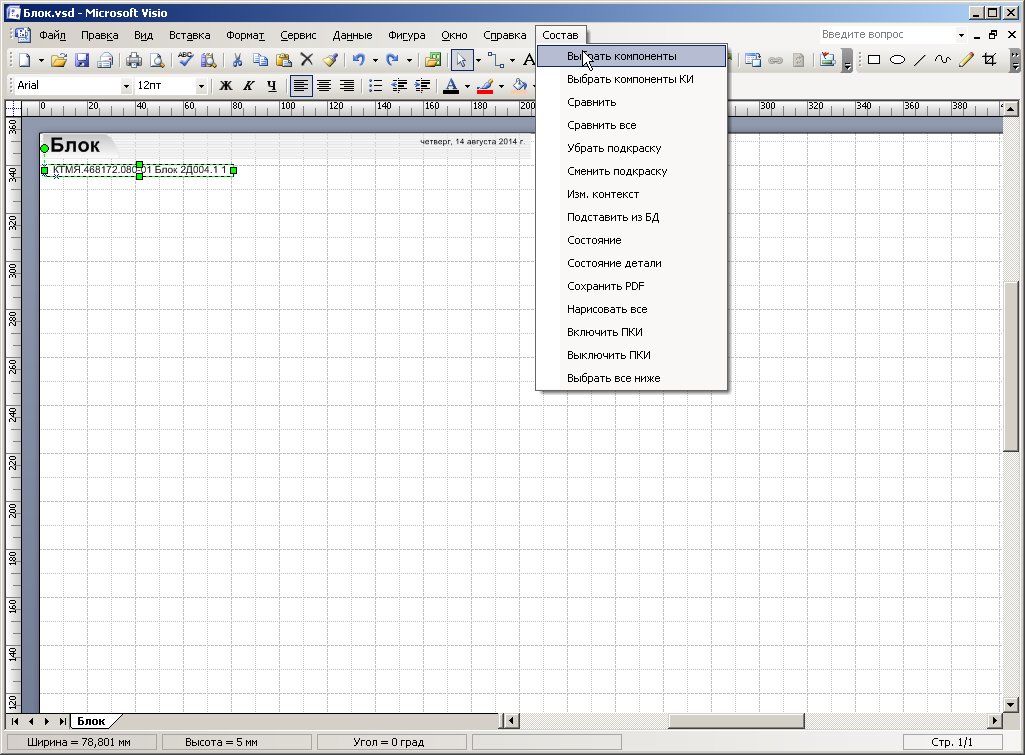 Блок.vsd - Microsoft Visio
Файл Правка Вид Вставка Формат Сервис Данные Фигура Окно Справка Состав Введите вопрос
Arial 12пт Ж К Ч А
0 20 40 60 80 100 120 140 160 180 200 300 320 340 360 380
360
340
320
300
280
260
240
220
200
180
160
140
120
Блок
четверг, 14 августа 2014 г.
КТМЯ.468172.080-01 Блок 2Д004.1 1
Выбрать компоненты
Выбрать компоненты КИ
Сравнить
Сравнить все
Убрать подкраску
Сменить подкраску
Изм. контекст
Подставить из БД
Состояние
Состояние детали
Сохранить PDF
Нарисовать все
Включить ПКИ
Выключить ПКИ
Выбрать все ниже
Блок
Ширина = 78,801 мм Высота = 5 мм Угол = 0 град Стр. 1/1